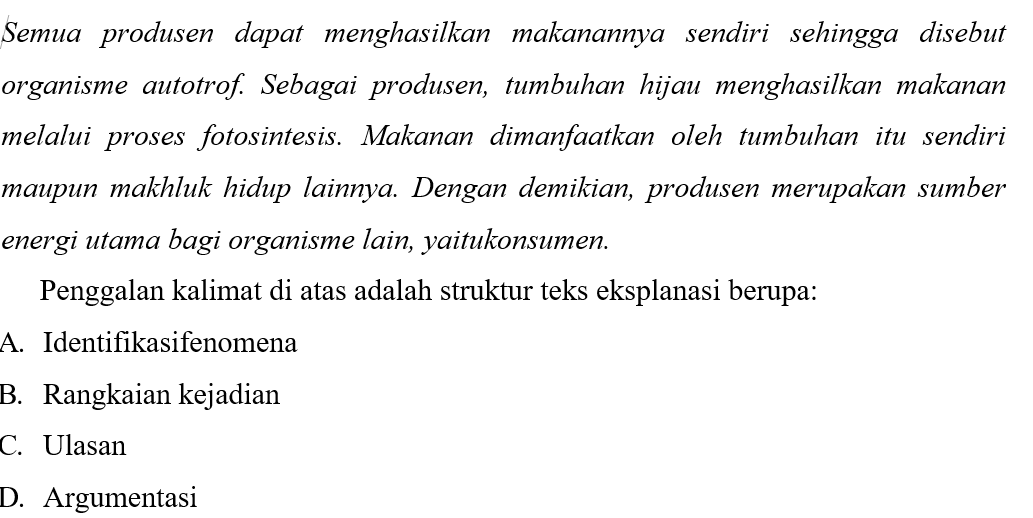 Semua produsen dapat menghasilkan makanannya sendiri sehingga disebut
organisme autotrof. Sebagai produsen, tumbuhan hijau menghasilkan makanan
melalui proses fotosintesis. Makanan dimanfaatkan oleh tumbuhan itu sendiri
maupun makhluk hidup lainnya. Dengan demikian, produsen merupakan sumber
energi utama bagi organisme lain, yaitukonsumen.
Penggalan kalimat di atas adalah struktur teks eksplanasi berupa:
A. Identifikasifenomena
B. Rangkaian kejadian
C. Ulasan
D. Argumentasi